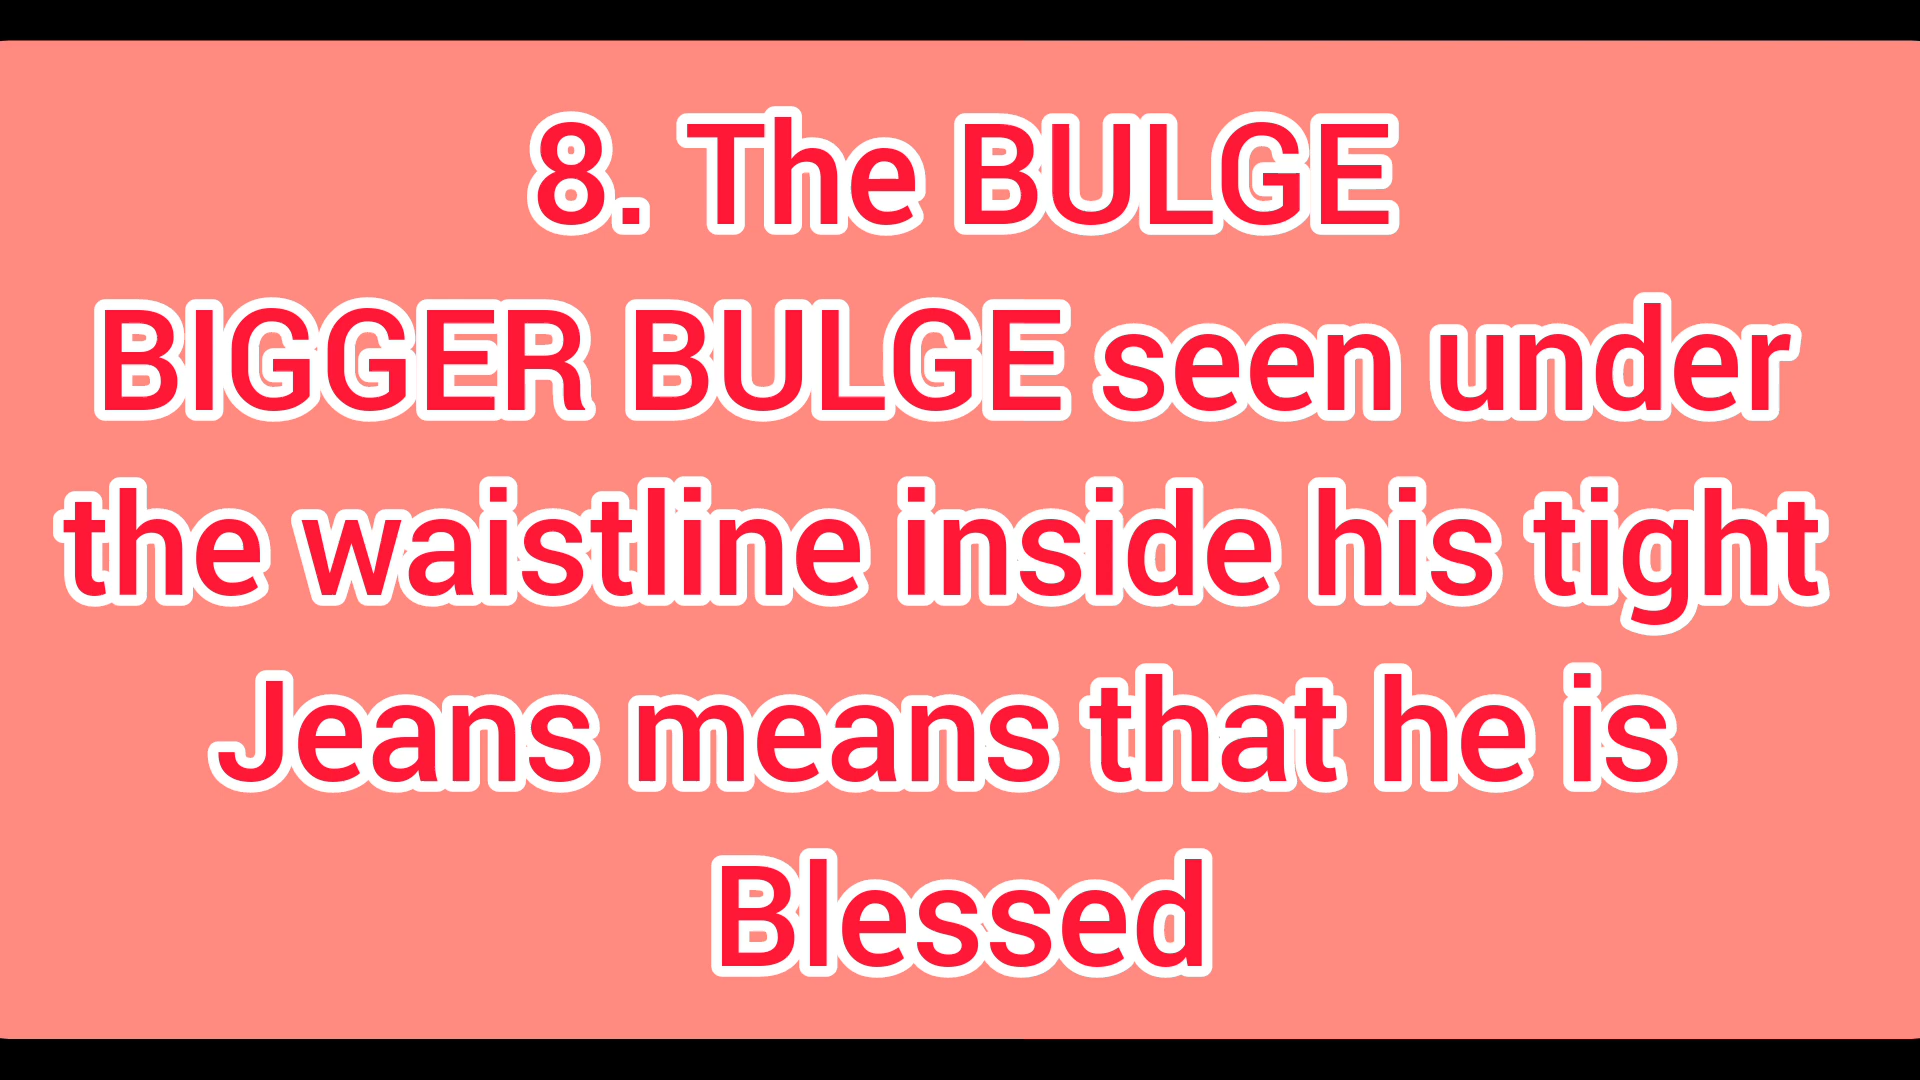 8. The BULGE
BIGGER BULGE seen under
the waistline inside his tight
Jeans means that he is
Blessed